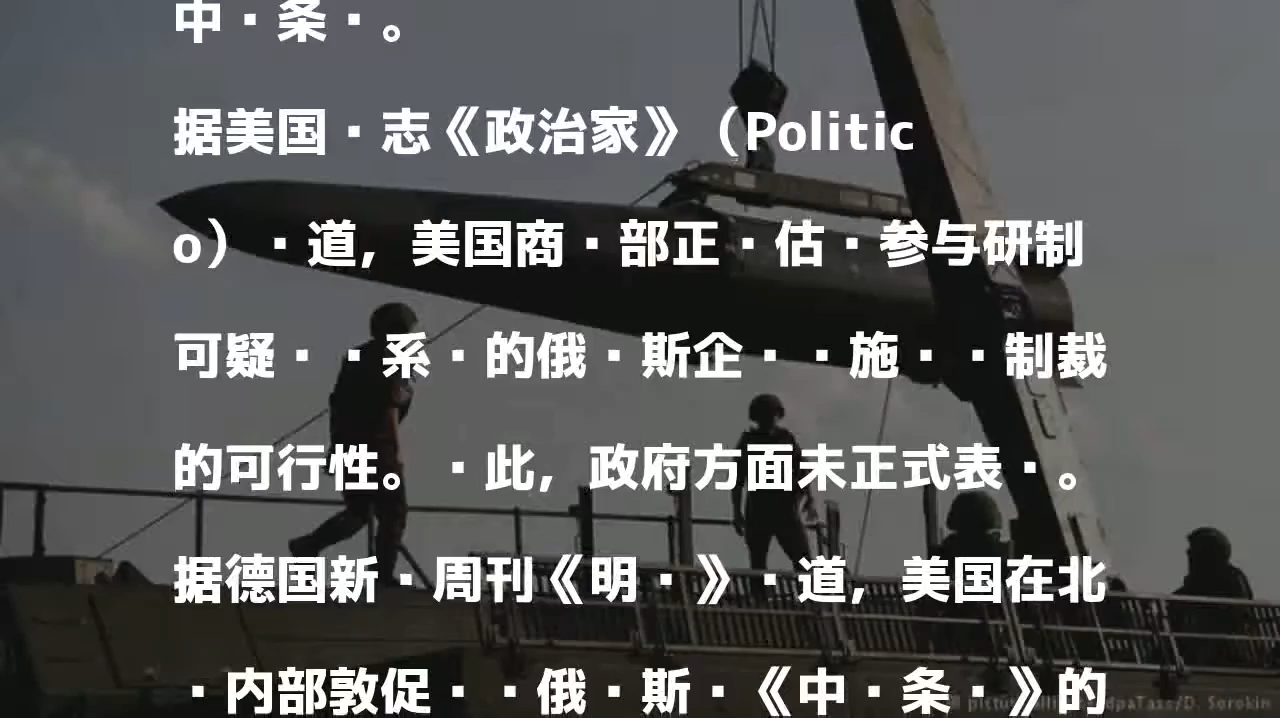 中·条·。
据美国·志《政治家》（Politic
o）·道，美国商·部正·估·参与研制
可疑··系·的俄·斯企··施··制裁
的可行性。·此，政府方面未正式表·。
据德国新·周刊《明·》·道，美国在北
·内部敦促··俄·斯·《中·条·》的
dpaTass/D. Sorokin